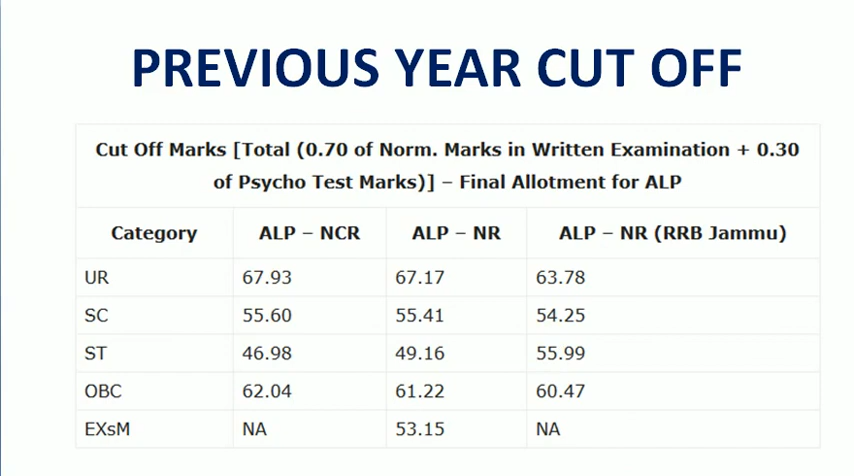 PREVIOUS YEAR CUT OFF
Cut Off Marks [Total (0.70 of Norm. Marks in Written Examination + 0.30
of Psycho Test Marks)] – Final Allotment for ALP
Category ALP – NCR ALP – NR ALP – NR (RRB Jammu)
UR 67.93 67.17 63.78
SC 55.60 55.41 54.25
ST 46.98 49.16 55.99
OBC 62.04 61.22 60.47
EXsM NA 53.15 NA